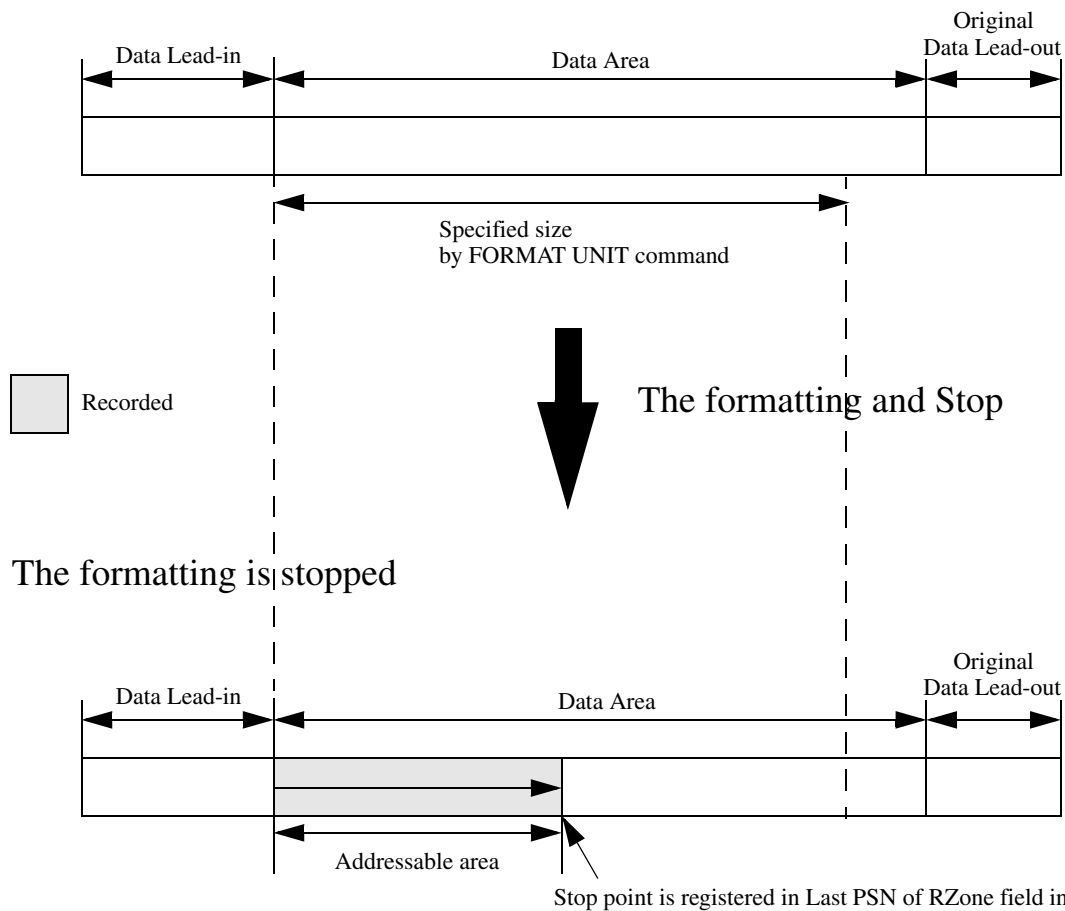 Original
Data Lead-in
Data Area
Data Lead-out
Specified size
by FORMAT UNIT command
Recorded
The formatting and Stop
The formatting is stopped
Original
Data Lead-in
Data Area
Data Lead-out
Addressable area
Stop point is registered in Last PSN of RZone field in